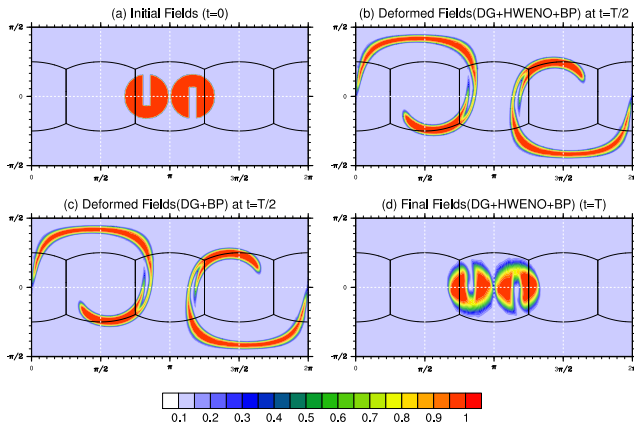 (a) Initial Fields (t=0)
(b) Deformed Fields(DG+HWENO+BP) at t=T/2
π/2
0
-π/2
0 π/2 π 3π/2 2π
π/2
0
-π/2
0 π/2 π 3π/2 2π
(c) Deformed Fields(DG+BP) at t=T/2
(d) Final Fields(DG+HWENO+BP) (t=T)
π/2
0
-π/2
0 π/2 π 3π/2 2π
π/2
0
-π/2
0 π/2 π 3π/2 2π
0.1 0.2 0.3 0.4 0.5 0.6 0.7 0.8 0.9 1